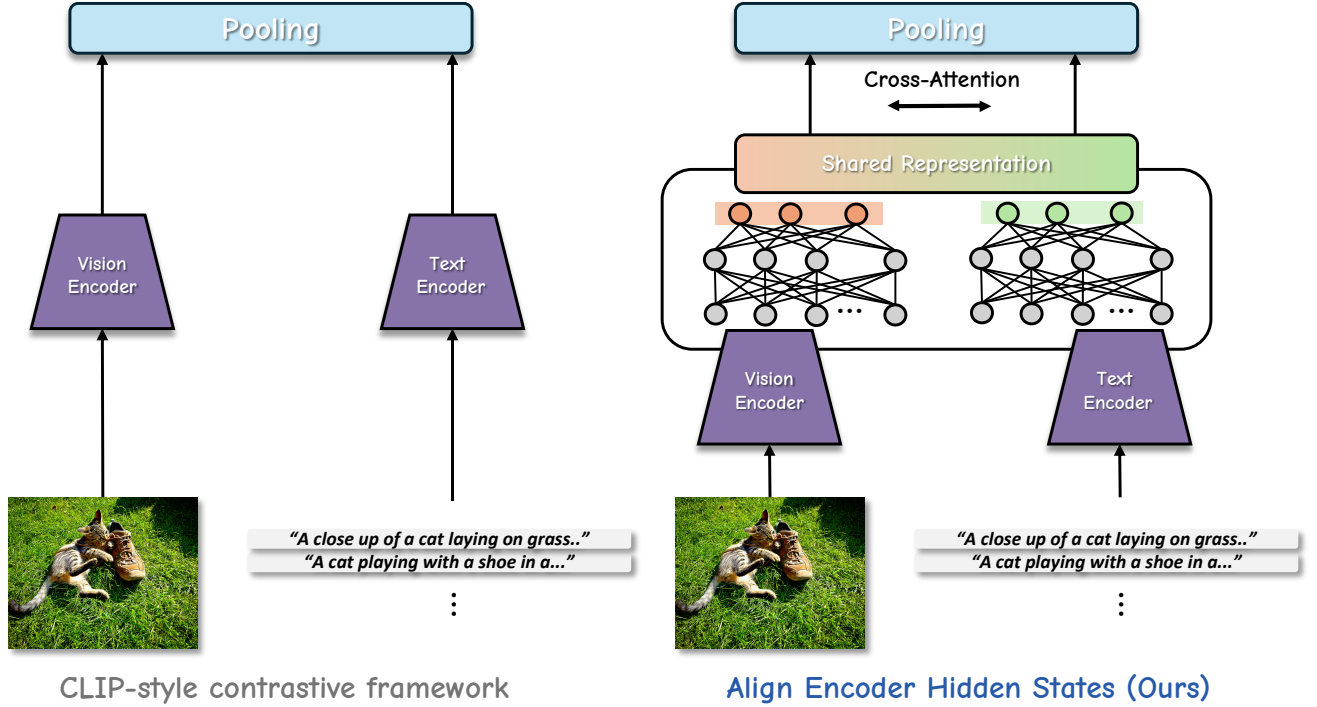 Pooling
Vision
Encoder
Text
Encoder
“A close up of a cat laying on grass..”
“A cat playing with a shoe in a...”
⋮
CLIP-style contrastive framework
Pooling
Cross-Attention
Shared Representation
...
...
Vision
Encoder
Text
Encoder
“A close up of a cat laying on grass..”
“A cat playing with a shoe in a...”
⋮
Align Encoder Hidden States (Ours)